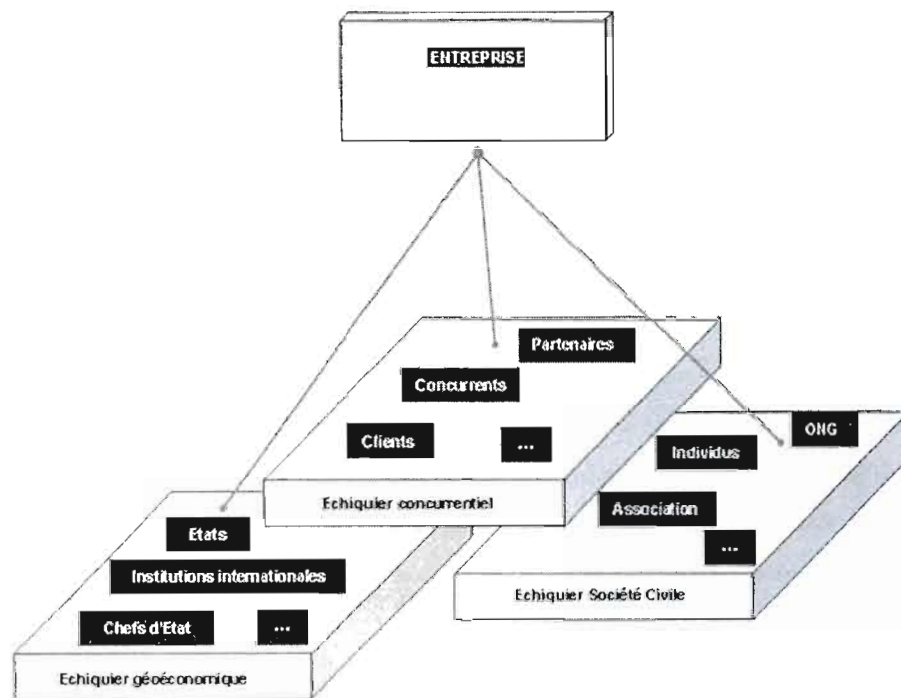 ENTREPRISE
Partenaires
Concurrents
Clients
...
Echiquier concurrentiel
ONG
Individus
Association
...
Echiquier Société Civile
Etats
Institutions internationales
Chefs d'Etat
...
Echiquier géoéconomique